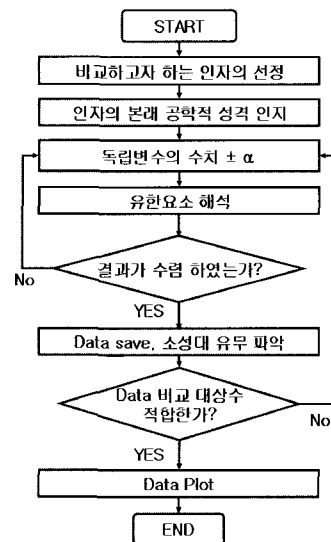 START
비교하고자 하는 인자의 선정
인자의 본래 공학적 성격 인지
독립변수의 수치 ± α
유한요소 해석
결과가 수렴 하였는가?
No
YES
Data save, 소성대 유무 파악
Data 비교 대상수
적합한가?
No
YES
Data Plot
END